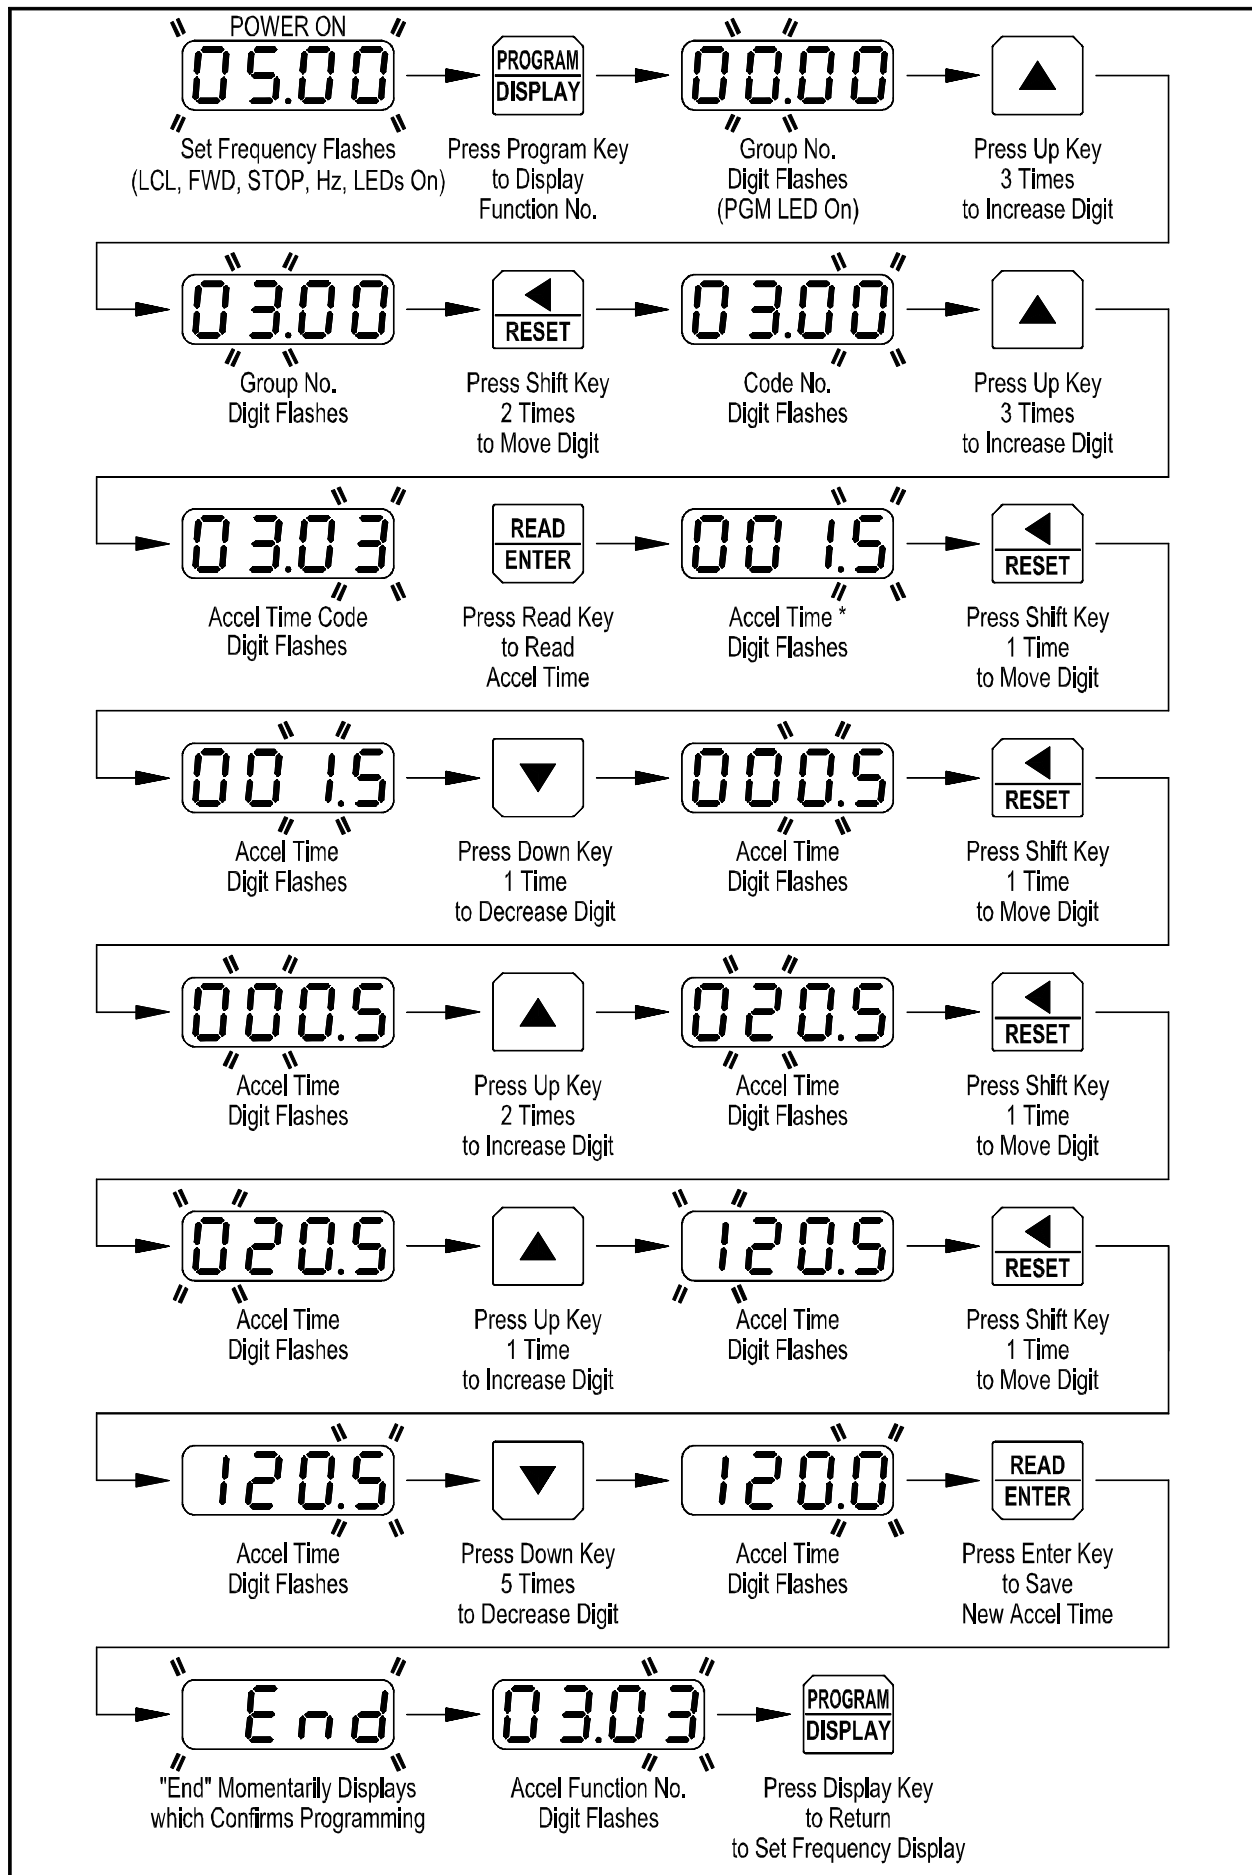 POWER ON
05.00
Set Frequency Flashes
(LCL, FWD, STOP, Hz, LEDs On)
PROGRAM
DISPLAY
Press Program Key
to Display
Function No.
00.00
Group No.
Digit Flashes
(PGM LED On)
Press Up Key
3 Times
to Increase Digit
03.00
Group No.
Digit Flashes
RESET
Press Shift Key
2 Times
to Move Digit
03.00
Code No.
Digit Flashes
Press Up Key
3 Times
to Increase Digit
03.03
Accel Time Code
Digit Flashes
READ
ENTER
Press Read Key
to Read
Accel Time
001.5
Accel Time *
Digit Flashes
RESET
Press Shift Key
1 Time
to Move Digit
001.5
Accel Time
Digit Flashes
Press Down Key
1 Time
to Decrease Digit
000.5
Accel Time
Digit Flashes
RESET
Press Shift Key
1 Time
to Move Digit
000.5
Accel Time
Digit Flashes
Press Up Key
2 Times
to Increase Digit
020.5
Accel Time
Digit Flashes
RESET
Press Shift Key
1 Time
to Move Digit
020.5
Accel Time
Digit Flashes
Press Up Key
1 Time
to Increase Digit
120.5
Accel Time
Digit Flashes
RESET
Press Shift Key
1 Time
to Move Digit
120.5
Accel Time
Digit Flashes
Press Down Key
5 Times
to Decrease Digit
120.0
Accel Time
Digit Flashes
READ
ENTER
Press Enter Key
to Save
New Accel Time
End
"End" Momentarily Displays
which Confirms Programming
03.03
Accel Function No.
Digit Flashes
PROGRAM
DISPLAY
Press Display Key
to Return
to Set Frequency Display